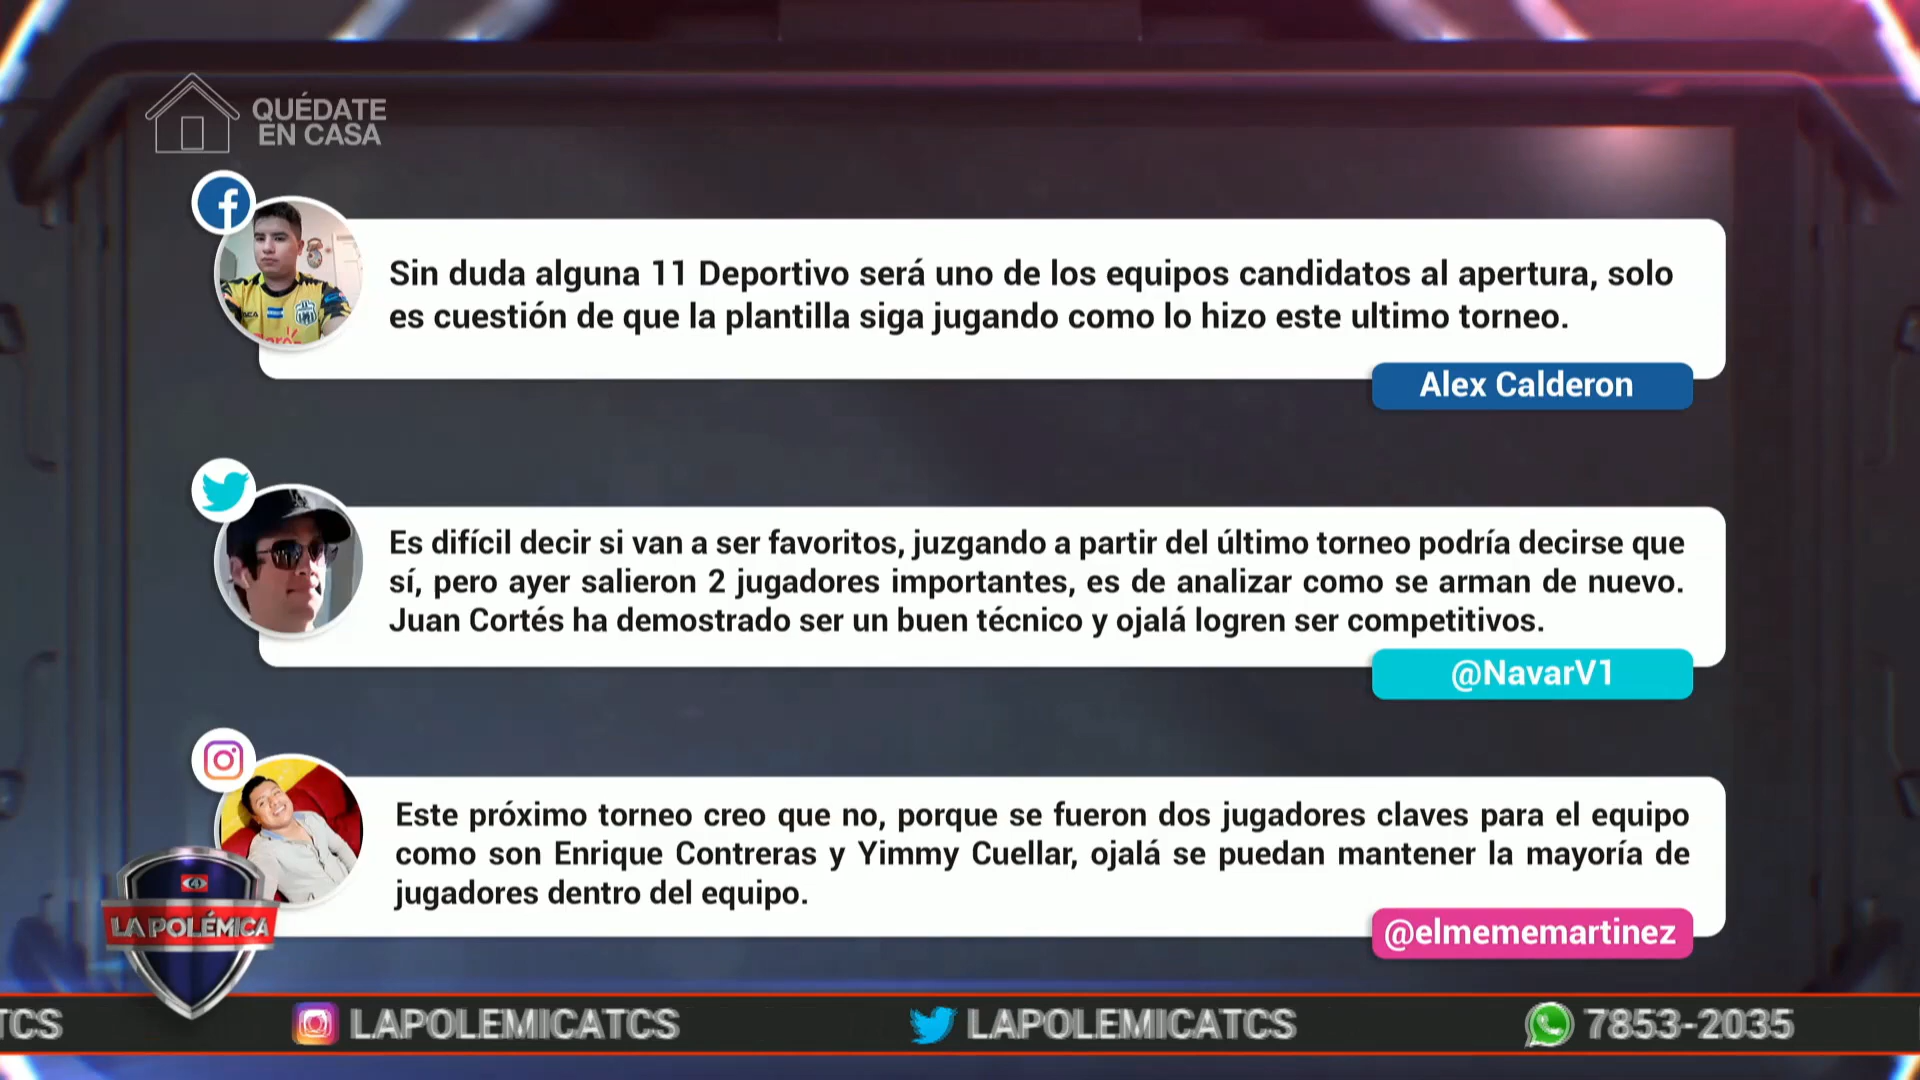 QUÉDATE
EN CASA
Sin duda alguna 11 Deportivo será uno de los equipos candidatos al apertura, solo
es cuestión de que la plantilla siga jugando como lo hizo este ultimo torneo.
Alex Calderon
Es difícil decir si van a ser favoritos, juzgando a partir del último torneo podría decirse que
sí, pero ayer salieron 2 jugadores importantes, es de analizar como se arman de nuevo.
Juan Cortés ha demostrado ser un buen técnico y ojalá logren ser competitivos.
@NavarV1
Este próximo torneo creo que no, porque se fueron dos jugadores claves para el equipo
como son Enrique Contreras y Yimmy Cuellar, ojalá se puedan mantener la mayoría de
jugadores dentro del equipo.
@elmememartinez
4
LA POLÉMICA
TCS LAPOLEMICATCS LAPOLEMICATCS 7853-2035